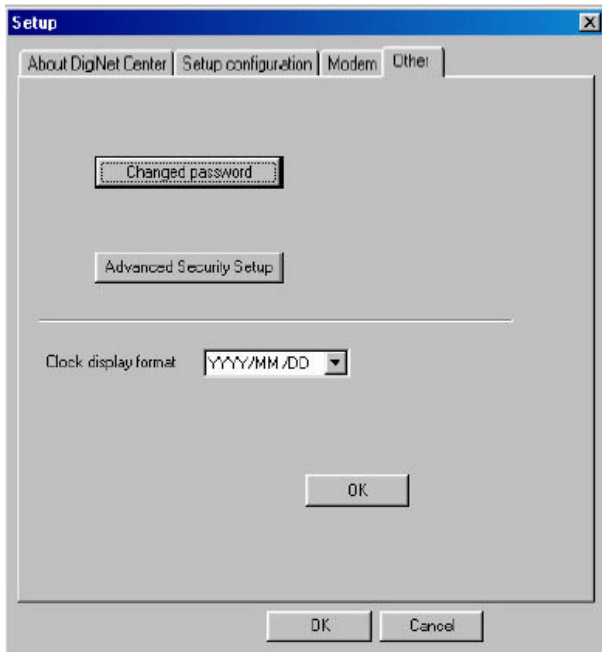 Setup
About DigiNet Center Setup configuration Modem Other
Changed password
Advanced Security Setup
Clock display format YYYY/MM/DD
OK
OK Cancel